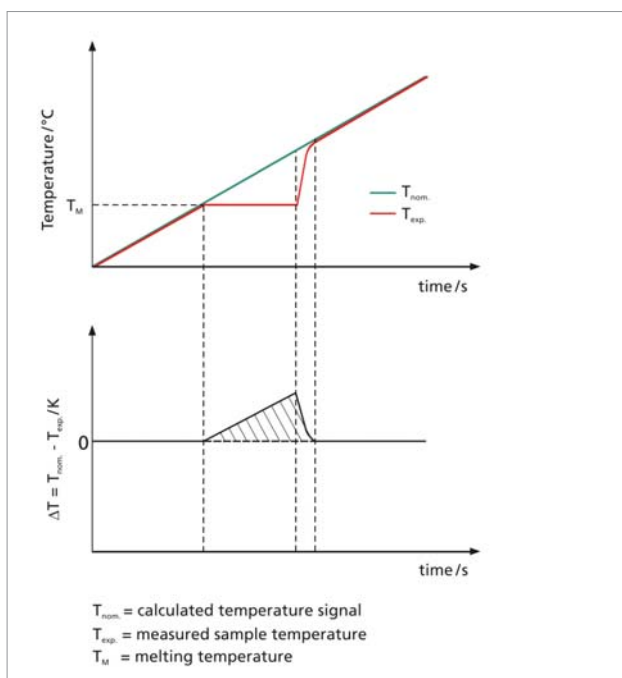 Temperature/°C
T_M
T_nom.
T_exp.
time/s
0
ΔT = T_nom. - T_exp./K
time/s
T_nom. = calculated temperature signal
T_exp. = measured sample temperature
T_M = melting temperature